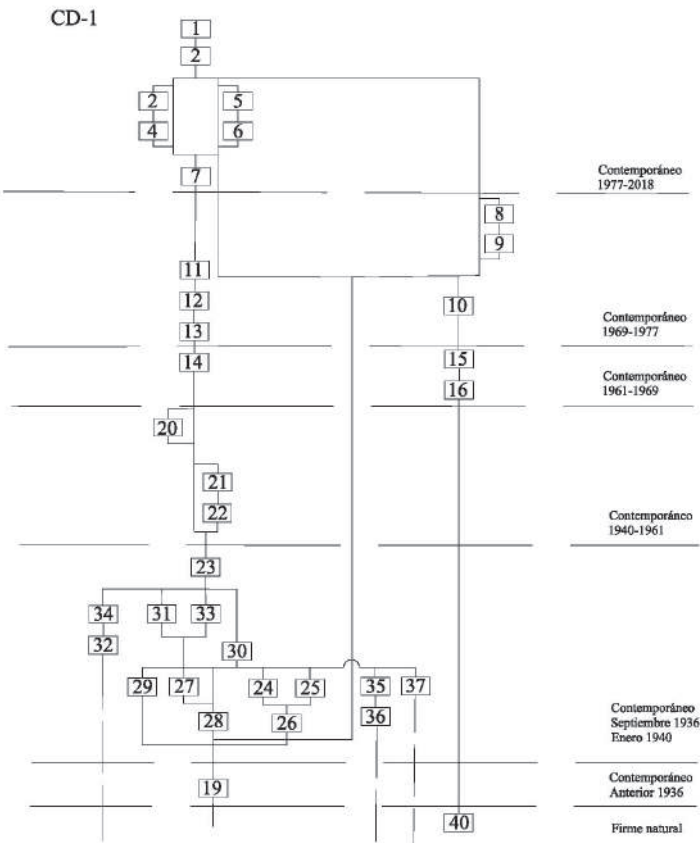 CD-1
1
2
2 5
4 6
7
Contemporáneo
1977-2018
8
9
11
12
10
13
Contemporáneo
1969-1977
14
15
16
Contemporáneo
1961-1969
20
21
22
Contemporáneo
1940-1961
23
34 31 33
32 30
29 27 24 25 35 37
28 26 36
Contemporáneo
Septiembre 1936
Enero 1940
19
Contemporáneo
Anterior 1936
40
Firme natural